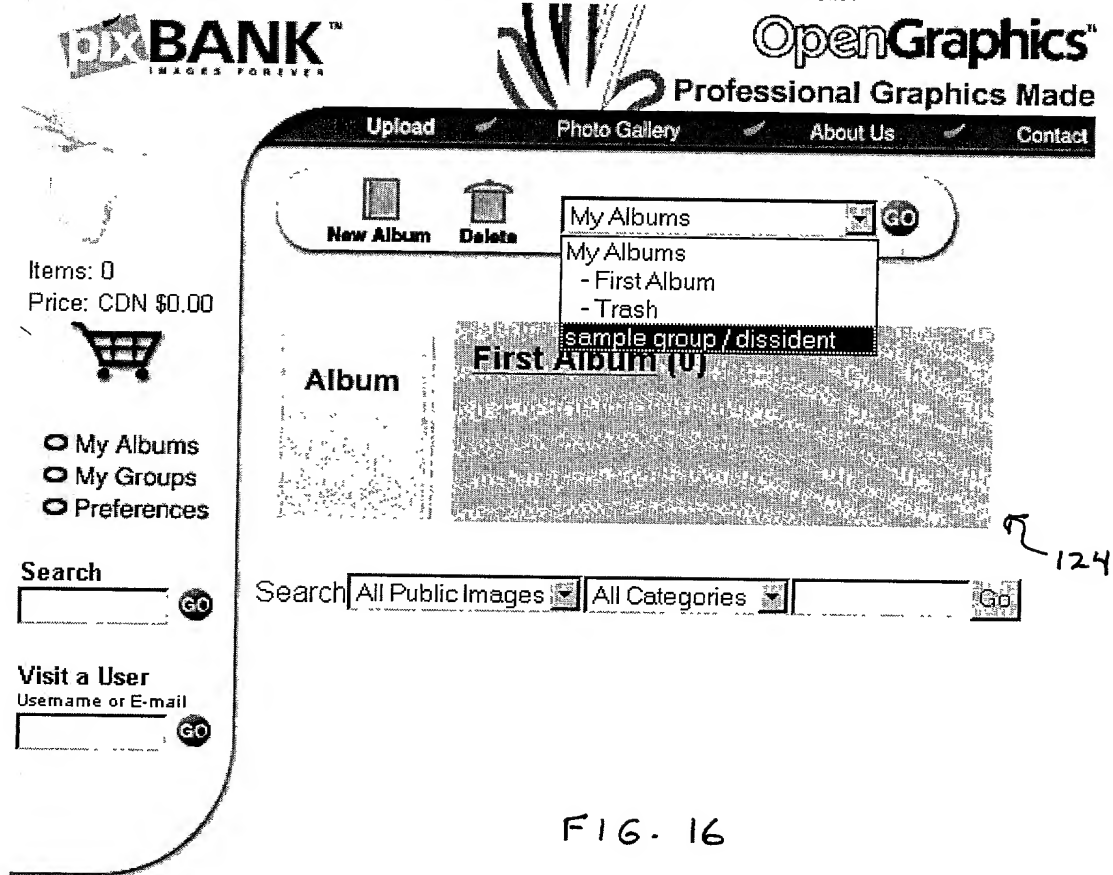 pixBANK™
IMAGES FOREVER
OpenGraphics™
Professional Graphics Made
Upload
Photo Gallery
About Us
Contact
New Album
Delete
My Albums
GO
My Albums
- First Album
- Trash
sample group / dissident
Items: 0
Price: CDN $0.00
Album
First Album (0)
My Albums
My Groups
Preferences
124
Search
GO
Search All Public Images All Categories Go
Visit a User
Username or E-mail
GO
FIG. 16